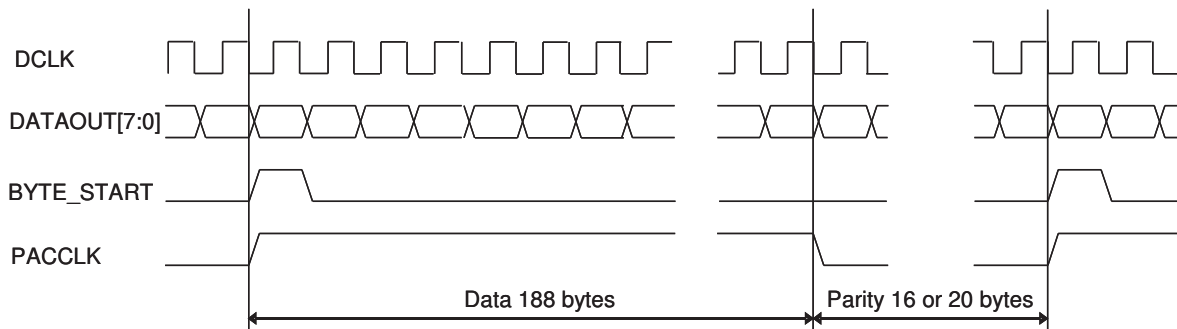 DCLK
DATAOUT[7:0]
BYTE_START
PACCLK
Data 188 bytes
Parity 16 or 20 bytes